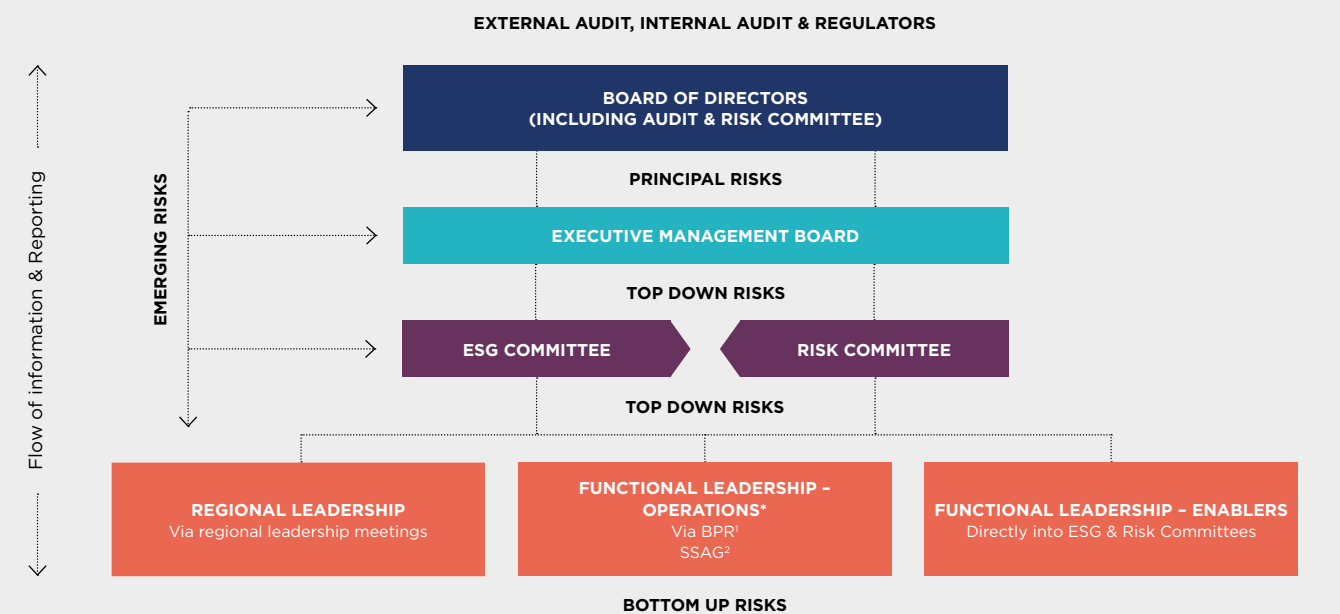 EXTERNAL AUDIT, INTERNAL AUDIT & REGULATORS
Flow of information & Reporting
EMERGING RISKS
BOARD OF DIRECTORS
(INCLUDING AUDIT & RISK COMMITTEE)
PRINCIPAL RISKS
EXECUTIVE MANAGEMENT BOARD
TOP DOWN RISKS
ESG COMMITTEE
RISK COMMITTEE
TOP DOWN RISKS
REGIONAL LEADERSHIP
Via regional leadership meetings
FUNCTIONAL LEADERSHIP –
OPERATIONS*
Via BPR¹
SSAG²
FUNCTIONAL LEADERSHIP – ENABLERS
Directly into ESG & Risk Committees
BOTTOM UP RISKS